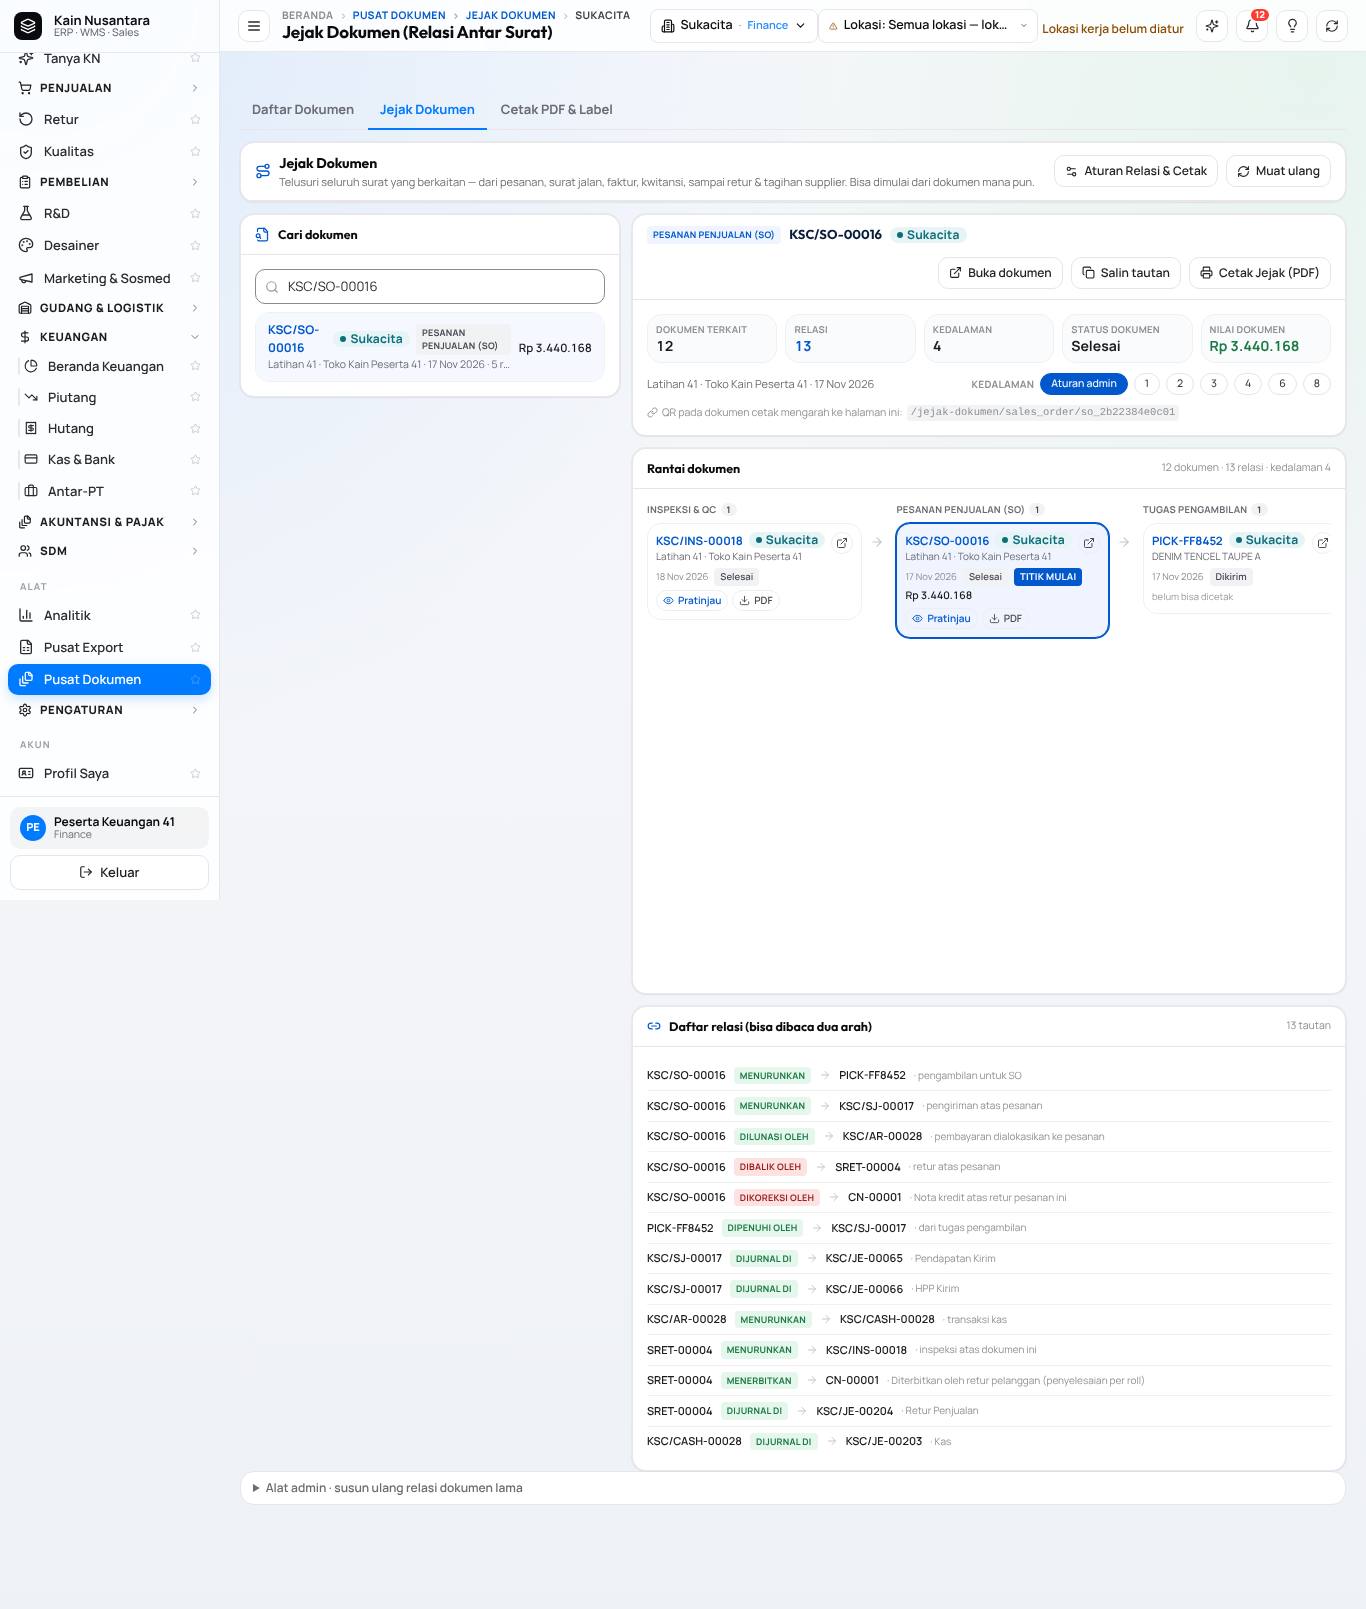 Kain Nusantara
ERP · WMS · Sales
Tanya KN
PENJUALAN
Retur
Kualitas
PEMBELIAN
R&D
Desainer
Marketing & Sosmed
GUDANG & LOGISTIK
KEUANGAN
Beranda Keuangan
Piutang
Hutang
Kas & Bank
Antar-PT
AKUNTANSI & PAJAK
SDM
ALAT
Analitik
Pusat Export
Pusat Dokumen
PENGATURAN
AKUN
Profil Saya
PE
Peserta Keuangan 41
Finance
Keluar
BERANDA › PUSAT DOKUMEN › JEJAK DOKUMEN › SUKACITA
Jejak Dokumen (Relasi Antar Surat)
Sukacita · Finance
Lokasi: Semua lokasi — lok...
Lokasi kerja belum diatur
12
Daftar Dokumen
Jejak Dokumen
Cetak PDF & Label
Jejak Dokumen
Telusuri seluruh surat yang berkaitan — dari pesanan, surat jalan, faktur, kwitansi, sampai retur & tagihan supplier. Bisa dimulai dari dokumen mana pun.
Aturan Relasi & Cetak
Muat ulang
Cari dokumen
KSC/SO-00016
KSC/SO-00016
Sukacita
PESANAN PENJUALAN (SO)
Rp 3.440.168
Latihan 41 · Toko Kain Peserta 41 · 17 Nov 2026 · 5 r...
PESANAN PENJUALAN (SO) KSC/SO-00016 Sukacita
Buka dokumen
Salin tautan
Cetak Jejak (PDF)
DOKUMEN TERKAIT
12
RELASI
13
KEDALAMAN
4
STATUS DOKUMEN
Selesai
NILAI DOKUMEN
Rp 3.440.168
Latihan 41 · Toko Kain Peserta 41 · 17 Nov 2026
KEDALAMAN Aturan admin 1 2 3 4 6 8
QR pada dokumen cetak mengarah ke halaman ini: /jejak-dokumen/sales_order/so_2b22384e0c01
Rantai dokumen
12 dokumen · 13 relasi · kedalaman 4
INSPEKSI & QC 1
KSC/INS-00018 Sukacita
Latihan 41 · Toko Kain Peserta 41
18 Nov 2026 Selesai
Pratinjau PDF
PESANAN PENJUALAN (SO) 1
KSC/SO-00016 Sukacita
Latihan 41 · Toko Kain Peserta 41
17 Nov 2026 Selesai TITIK MULAI
Rp 3.440.168
Pratinjau PDF
TUGAS PENGAMBILAN 1
PICK-FF8452 Sukacita
DENIM TENCEL TAUPE A
17 Nov 2026 Dikirim
belum bisa dicetak
Daftar relasi (bisa dibaca dua arah)
13 tautan
KSC/SO-00016 MENURUNKAN → PICK-FF8452 · pengambilan untuk SO
KSC/SO-00016 MENURUNKAN → KSC/SJ-00017 · pengiriman atas pesanan
KSC/SO-00016 DILUNASI OLEH → KSC/AR-00028 · pembayaran dialokasikan ke pesanan
KSC/SO-00016 DIBALIK OLEH → SRET-00004 · retur atas pesanan
KSC/SO-00016 DIKOREKSI OLEH → CN-00001 · Nota kredit atas retur pesanan ini
PICK-FF8452 DIPENUHI OLEH → KSC/SJ-00017 · dari tugas pengambilan
KSC/SJ-00017 DIJURNAL DI → KSC/JE-00065 · Pendapatan Kirim
KSC/SJ-00017 DIJURNAL DI → KSC/JE-00066 · HPP Kirim
KSC/AR-00028 MENURUNKAN → KSC/CASH-00028 · transaksi kas
SRET-00004 MENURUNKAN → KSC/INS-00018 · inspeksi atas dokumen ini
SRET-00004 MENERBITKAN → CN-00001 · Diterbitkan oleh retur pelanggan (penyelesaian per roll)
SRET-00004 DIJURNAL DI → KSC/JE-00204 · Retur Penjualan
KSC/CASH-00028 DIJURNAL DI → KSC/JE-00203 · Kas
Alat admin · susun ulang relasi dokumen lama